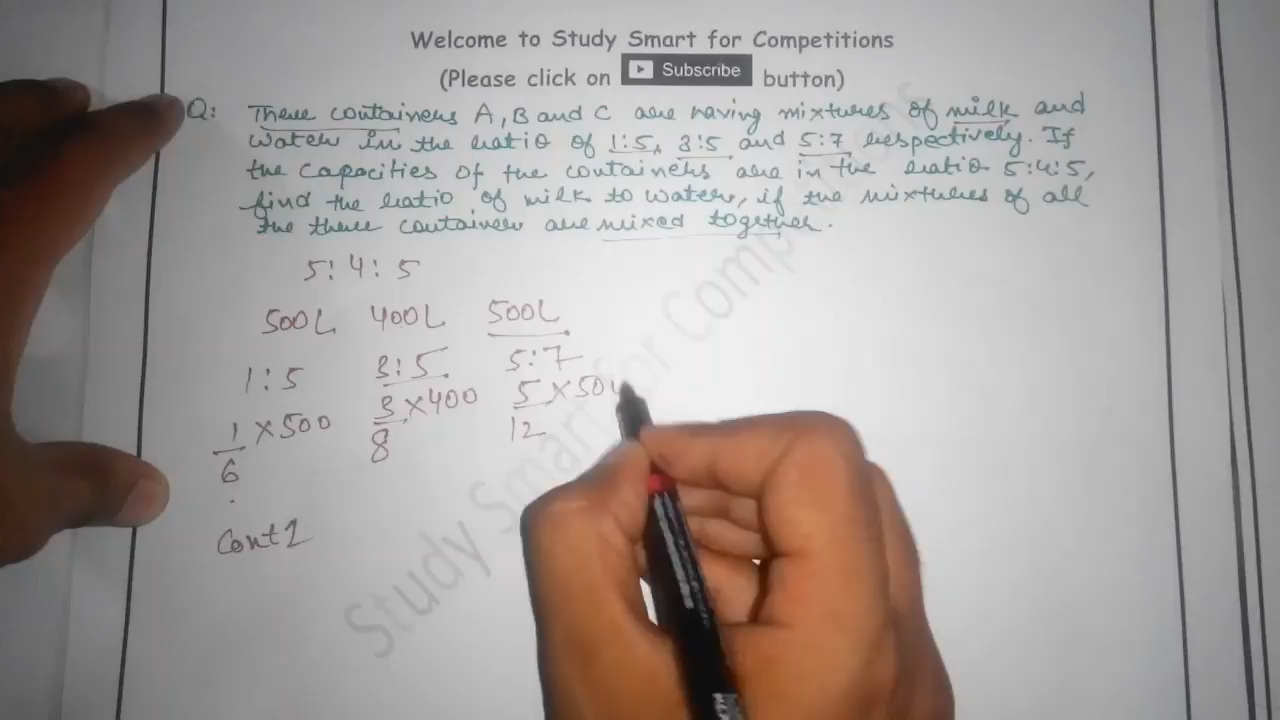 Welcome to Study Smart for Competitions
(Please click on Subscribe button)
Q: Three containers A, B and C are having mixtures of milk and
Water in the ratio of 1:5, 3:5 and 5:7 respectively. If
the capacities of the containers are in the ratio 5:4:5,
find the ratio of milk to water, if the mixtures of all
the three containers are mixed together.
5:4:5
500L 400L 500L
1:5 3:5 5:7
1/6 × 500 3/8 × 400 5/12 × 50
Cont 1
Study Smart for Competitions